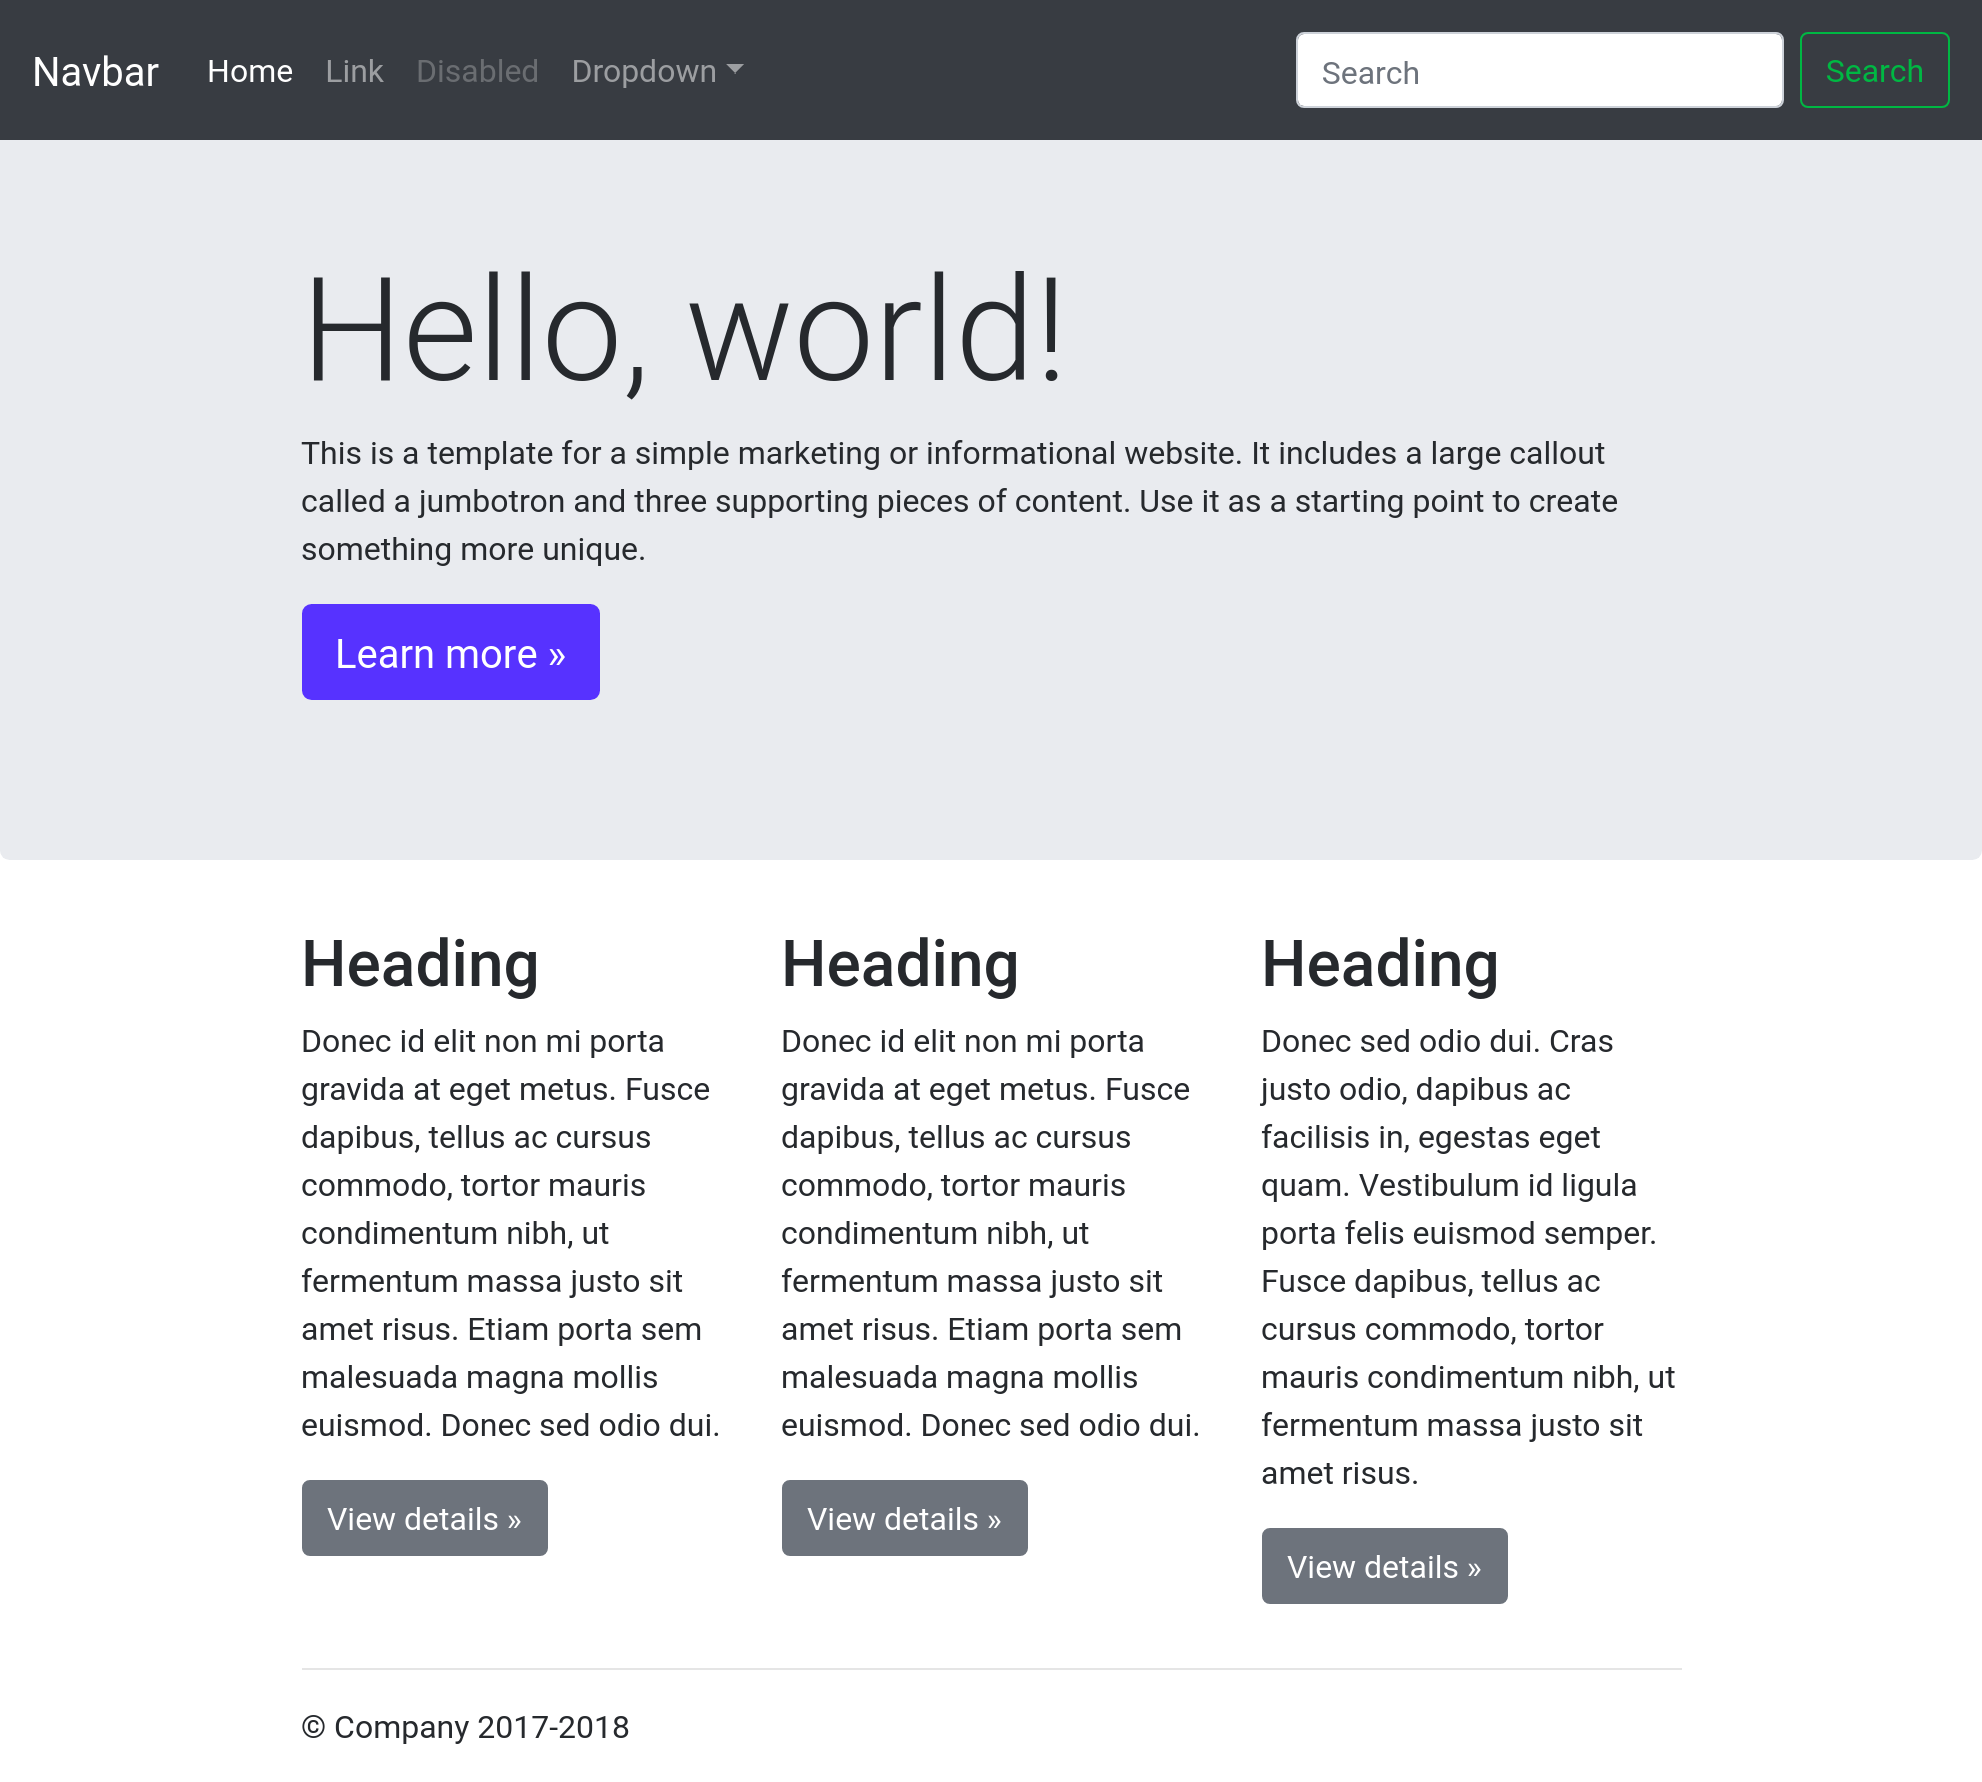 Navbar Home Link Disabled Dropdown Search Search
Hello, world!
This is a template for a simple marketing or informational website. It includes a large callout
called a jumbotron and three supporting pieces of content. Use it as a starting point to create
something more unique.
Learn more »
Heading
Donec id elit non mi porta
gravida at eget metus. Fusce
dapibus, tellus ac cursus
commodo, tortor mauris
condimentum nibh, ut
fermentum massa justo sit
amet risus. Etiam porta sem
malesuada magna mollis
euismod. Donec sed odio dui.
View details »
Heading
Donec id elit non mi porta
gravida at eget metus. Fusce
dapibus, tellus ac cursus
commodo, tortor mauris
condimentum nibh, ut
fermentum massa justo sit
amet risus. Etiam porta sem
malesuada magna mollis
euismod. Donec sed odio dui.
View details »
Heading
Donec sed odio dui. Cras
justo odio, dapibus ac
facilisis in, egestas eget
quam. Vestibulum id ligula
porta felis euismod semper.
Fusce dapibus, tellus ac
cursus commodo, tortor
mauris condimentum nibh, ut
fermentum massa justo sit
amet risus.
View details »
© Company 2017-2018